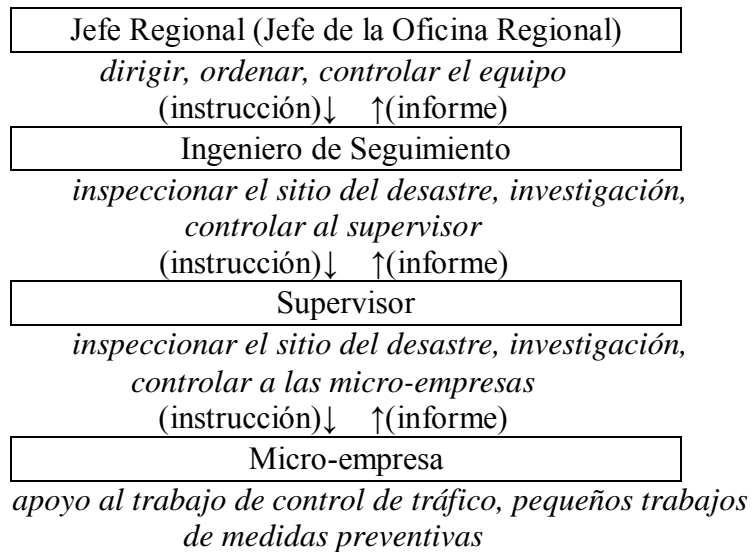 Jefe Regional (Jefe de la Oficina Regional)
dirigir, ordenar, controlar el equipo
(instrucción)↓ ↑(informe)
Ingeniero de Seguimiento
inspeccionar el sitio del desastre, investigación,
controlar al supervisor
(instrucción)↓ ↑(informe)
Supervisor
inspeccionar el sitio del desastre, investigación,
controlar a las micro-empresas
(instrucción)↓ ↑(informe)
Micro-empresa
apoyo al trabajo de control de tráfico, pequeños trabajos
de medidas preventivas